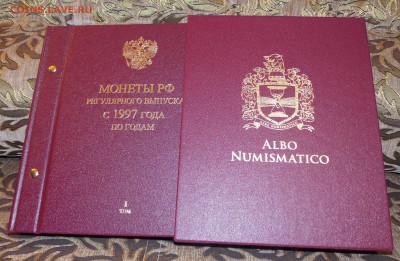 coins.lave.ru
МОНЕТЫ РФ
РЕГУЛЯРНОГО ВЫПУСКА
С 1997 ГОДА
ПО ГОДАМ
I
ТОМ
ALBO
NUMISMATICO